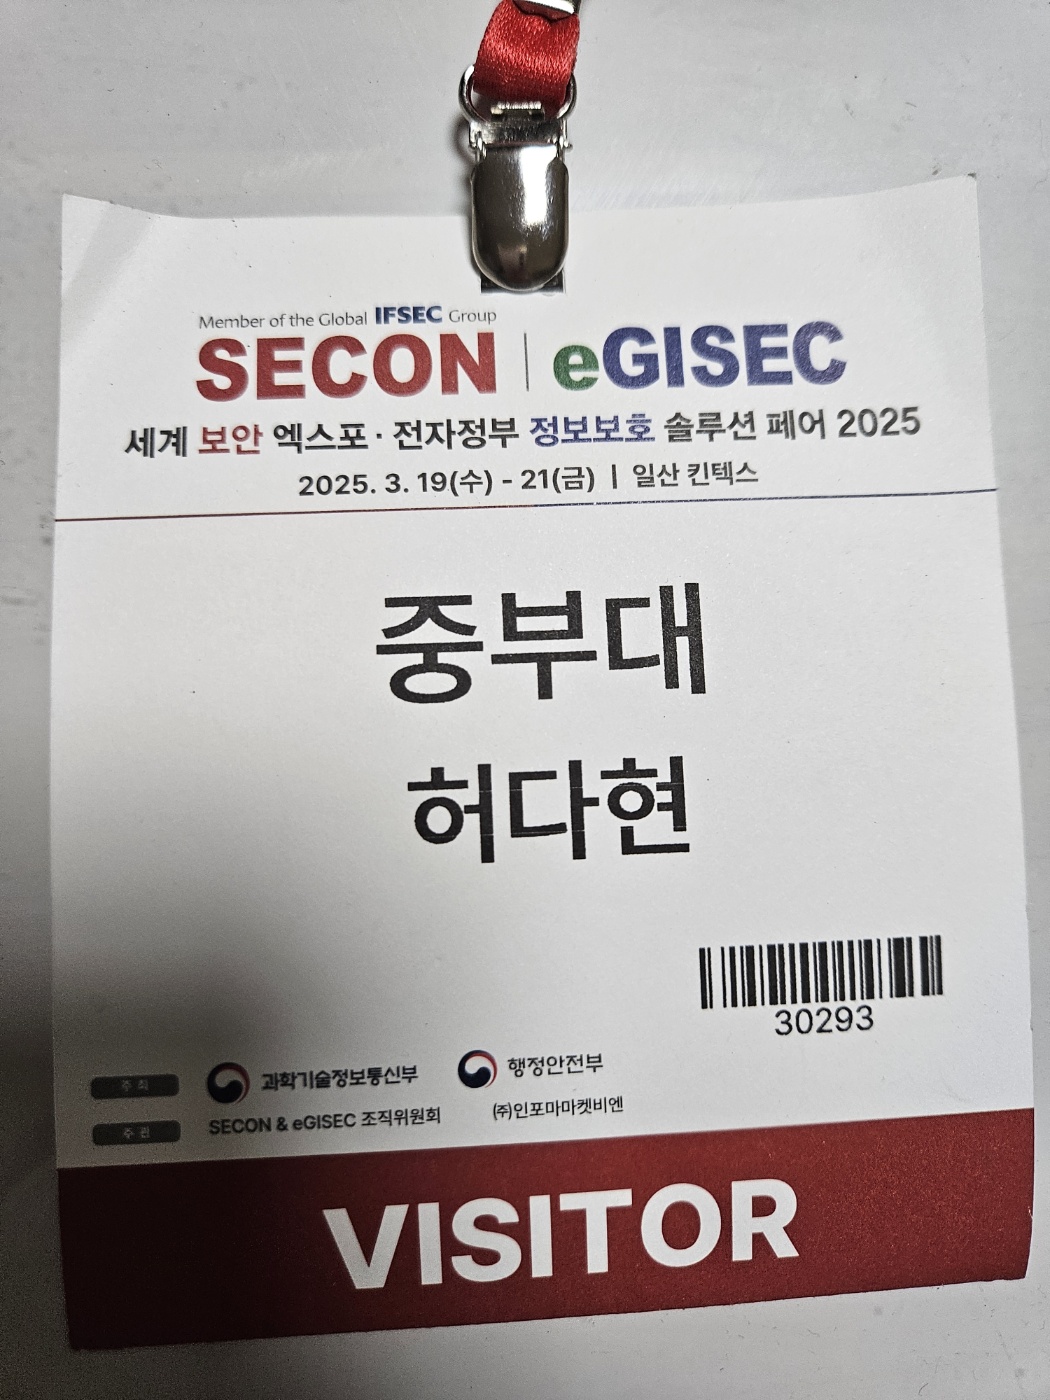 Member of the Global IFSEC Group
SECON | eGISEC
세계 보안 엑스포 · 전자정부 정보보호 솔루션 페어 2025
2025. 3. 19(수) - 21(금) | 일산 킨텍스
중부대
허다현
30293
주최 과학기술정보통신부 행정안전부
주관 SECON & eGISEC 조직위원회 ㈜인포마마켓비엔
VISITOR